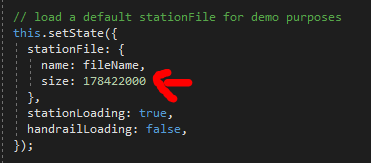 // load a default stationFile for demo purposes
this.setState({
stationFile: {
name: fileName,
size: 178422000
},
stationLoading: true,
handrailLoading: false,
});